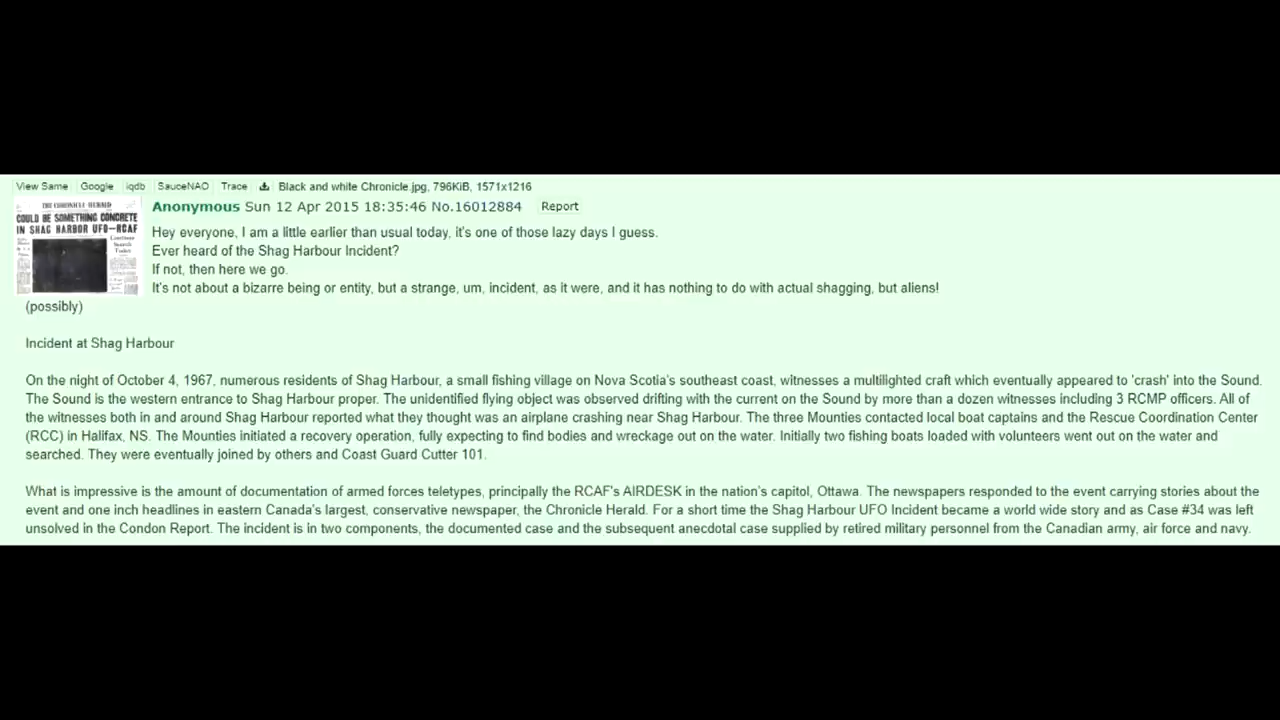 View Same Google iqdb SauceNAO Trace Black and white Chronicle.jpg, 796KiB, 1571x1216
THE CHRONICLE HERALD
COULD BE SOMETHING CONCRETE
IN SHAG HARBOR UFO—RCAF
Anonymous Sun 12 Apr 2015 18:35:46 No.16012884 Report
Hey everyone, I am a little earlier than usual today, it's one of those lazy days I guess.
Ever heard of the Shag Harbour Incident?
If not, then here we go.
It's not about a bizarre being or entity, but a strange, um, incident, as it were, and it has nothing to do with actual shagging, but aliens!
(possibly)
Incident at Shag Harbour
On the night of October 4, 1967, numerous residents of Shag Harbour, a small fishing village on Nova Scotia's southeast coast, witnesses a multilighted craft which eventually appeared to 'crash' into the Sound.
The Sound is the western entrance to Shag Harbour proper. The unidentified flying object was observed drifting with the current on the Sound by more than a dozen witnesses including 3 RCMP officers. All of
the witnesses both in and around Shag Harbour reported what they thought was an airplane crashing near Shag Harbour. The three Mounties contacted local boat captains and the Rescue Coordination Center
(RCC) in Halifax, NS. The Mounties initiated a recovery operation, fully expecting to find bodies and wreckage out on the water. Initially two fishing boats loaded with volunteers went out on the water and
searched. They were eventually joined by others and Coast Guard Cutter 101.
What is impressive is the amount of documentation of armed forces teletypes, principally the RCAF's AIRDESK in the nation's capitol, Ottawa. The newspapers responded to the event carrying stories about the
event and one inch headlines in eastern Canada's largest, conservative newspaper, the Chronicle Herald. For a short time the Shag Harbour UFO Incident became a world wide story and as Case #34 was left
unsolved in the Condon Report. The incident is in two components, the documented case and the subsequent anecdotal case supplied by retired military personnel from the Canadian army, air force and navy.